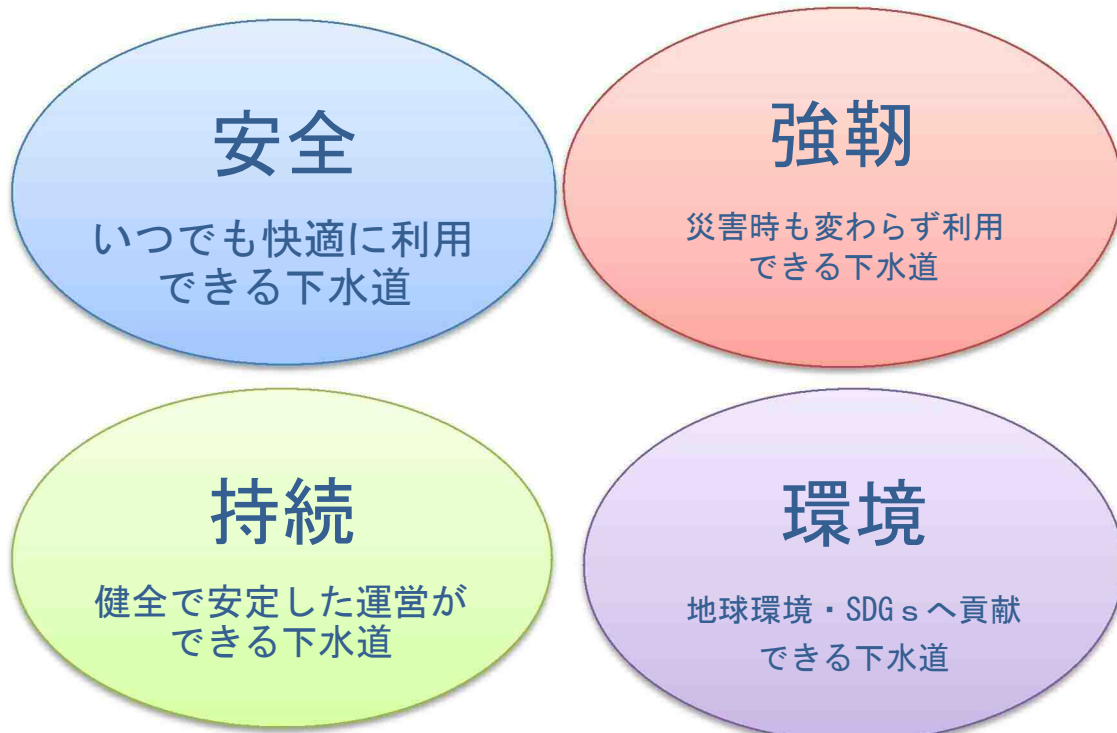 安全
いつでも快適に利用
できる下水道
強靭
災害時も変わらず利用
できる下水道
持続
健全で安定した運営が
できる下水道
環境
地球環境・SDGｓへ貢献
できる下水道